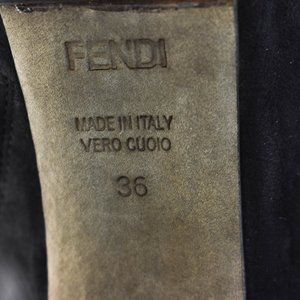 FENDI
MADE IN ITALY
VERO CUOIO
36